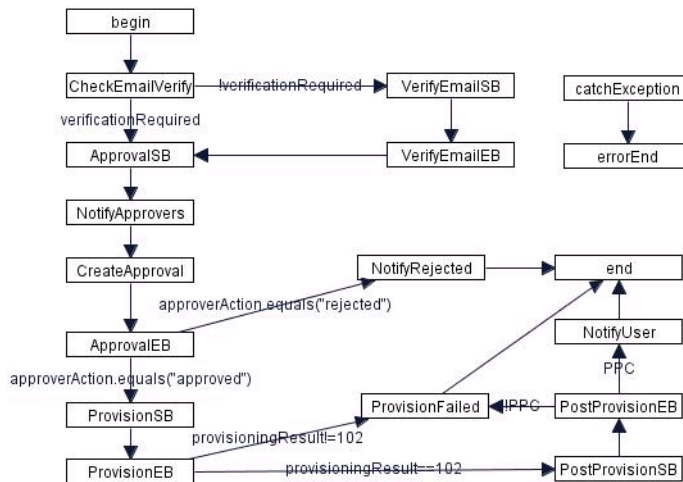 begin
CheckEmailVerify
!verificationRequired
VerifyEmailSB
catchException
verificationRequired
ApprovalSB
VerifyEmailEB
errorEnd
NotifyApprovers
CreateApproval
NotifyRejected
end
approverAction.equals("rejected")
ApprovalEB
NotifyUser
approverAction.equals("approved")
PPC
ProvisionSB
ProvisionFailed
!PPC
PostProvisionEB
provisioningResult!=102
ProvisionEB
provisioningResult==102
PostProvisionSB